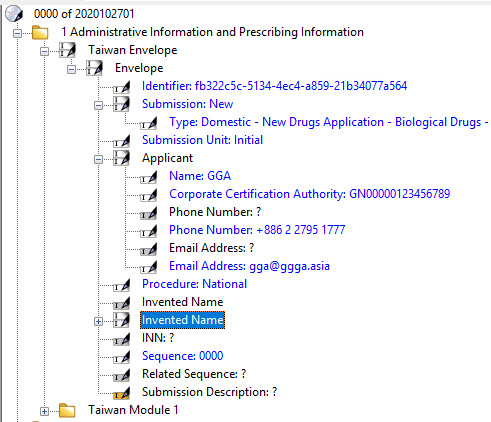 0000 of 2020102701
1 Administrative Information and Prescribing Information
Taiwan Envelope
Envelope
Identifier: fb322c5c-5134-4ec4-a859-21b34077a564
Submission: New
Type: Domestic - New Drugs Application - Biological Drugs -
Submission Unit: Initial
Applicant
Name: GGA
Corporate Certification Authority: GN00000123456789
Phone Number: ?
Phone Number: +886 2 2795 1777
Email Address: ?
Email Address: gga@ggga.asia
Procedure: National
Invented Name
Invented Name
INN: ?
Sequence: 0000
Related Sequence: ?
Submission Description: ?
Taiwan Module 1